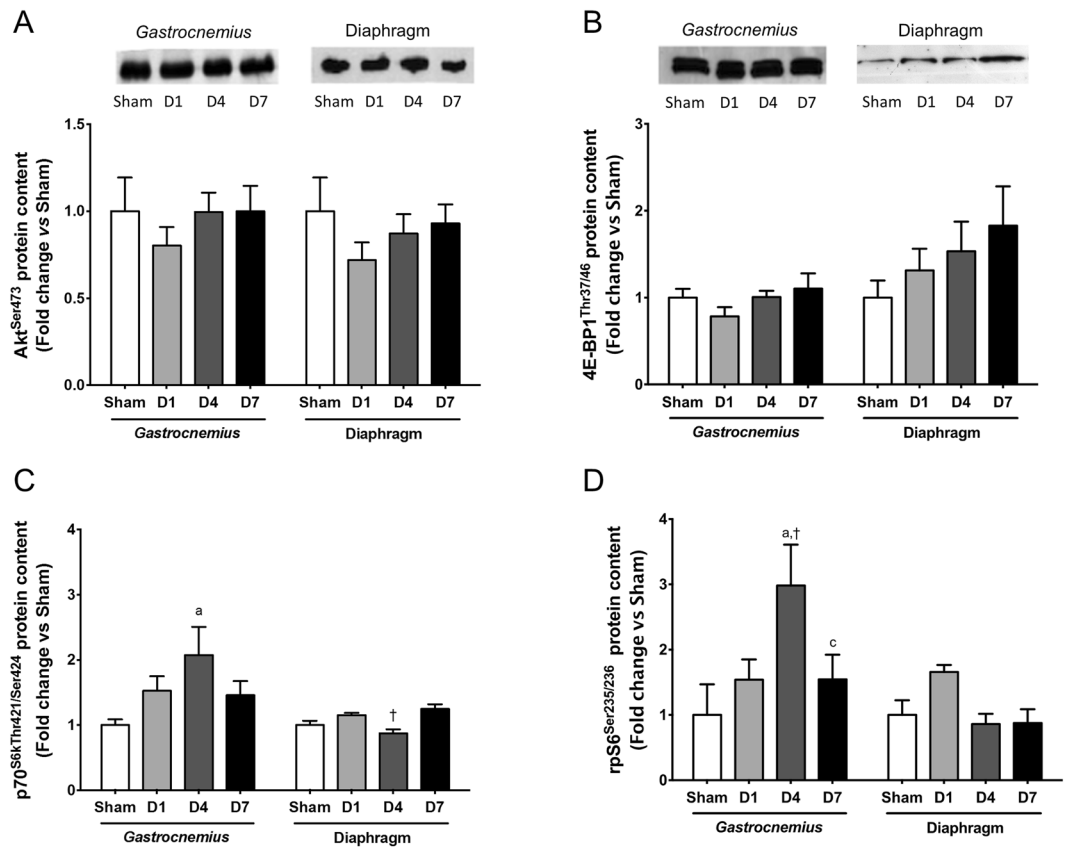 A
Gastrocnemius
Diaphragm
Sham D1 D4 D7
Sham D1 D4 D7
Akt^Ser473 protein content
(Fold change vs Sham)
1.5
1.0
0.5
0.0
Sham D1 D4 D7
Sham D1 D4 D7
Gastrocnemius
Diaphragm
B
Gastrocnemius
Diaphragm
Sham D1 D4 D7
Sham D1 D4 D7
4E-BP1^Thr37/46 protein content
(Fold change vs Sham)
3
2
1
0
Sham D1 D4 D7
Sham D1 D4 D7
Gastrocnemius
Diaphragm
C
p70^S6kThr421/Ser424 protein content
(Fold change vs Sham)
4
3
2
1
0
a
†
Sham D1 D4 D7
Sham D1 D4 D7
Gastrocnemius
Diaphragm
D
rpS6^Ser235/236 protein content
(Fold change vs Sham)
4
3
2
1
0
a,†
c
Sham D1 D4 D7
Sham D1 D4 D7
Gastrocnemius
Diaphragm